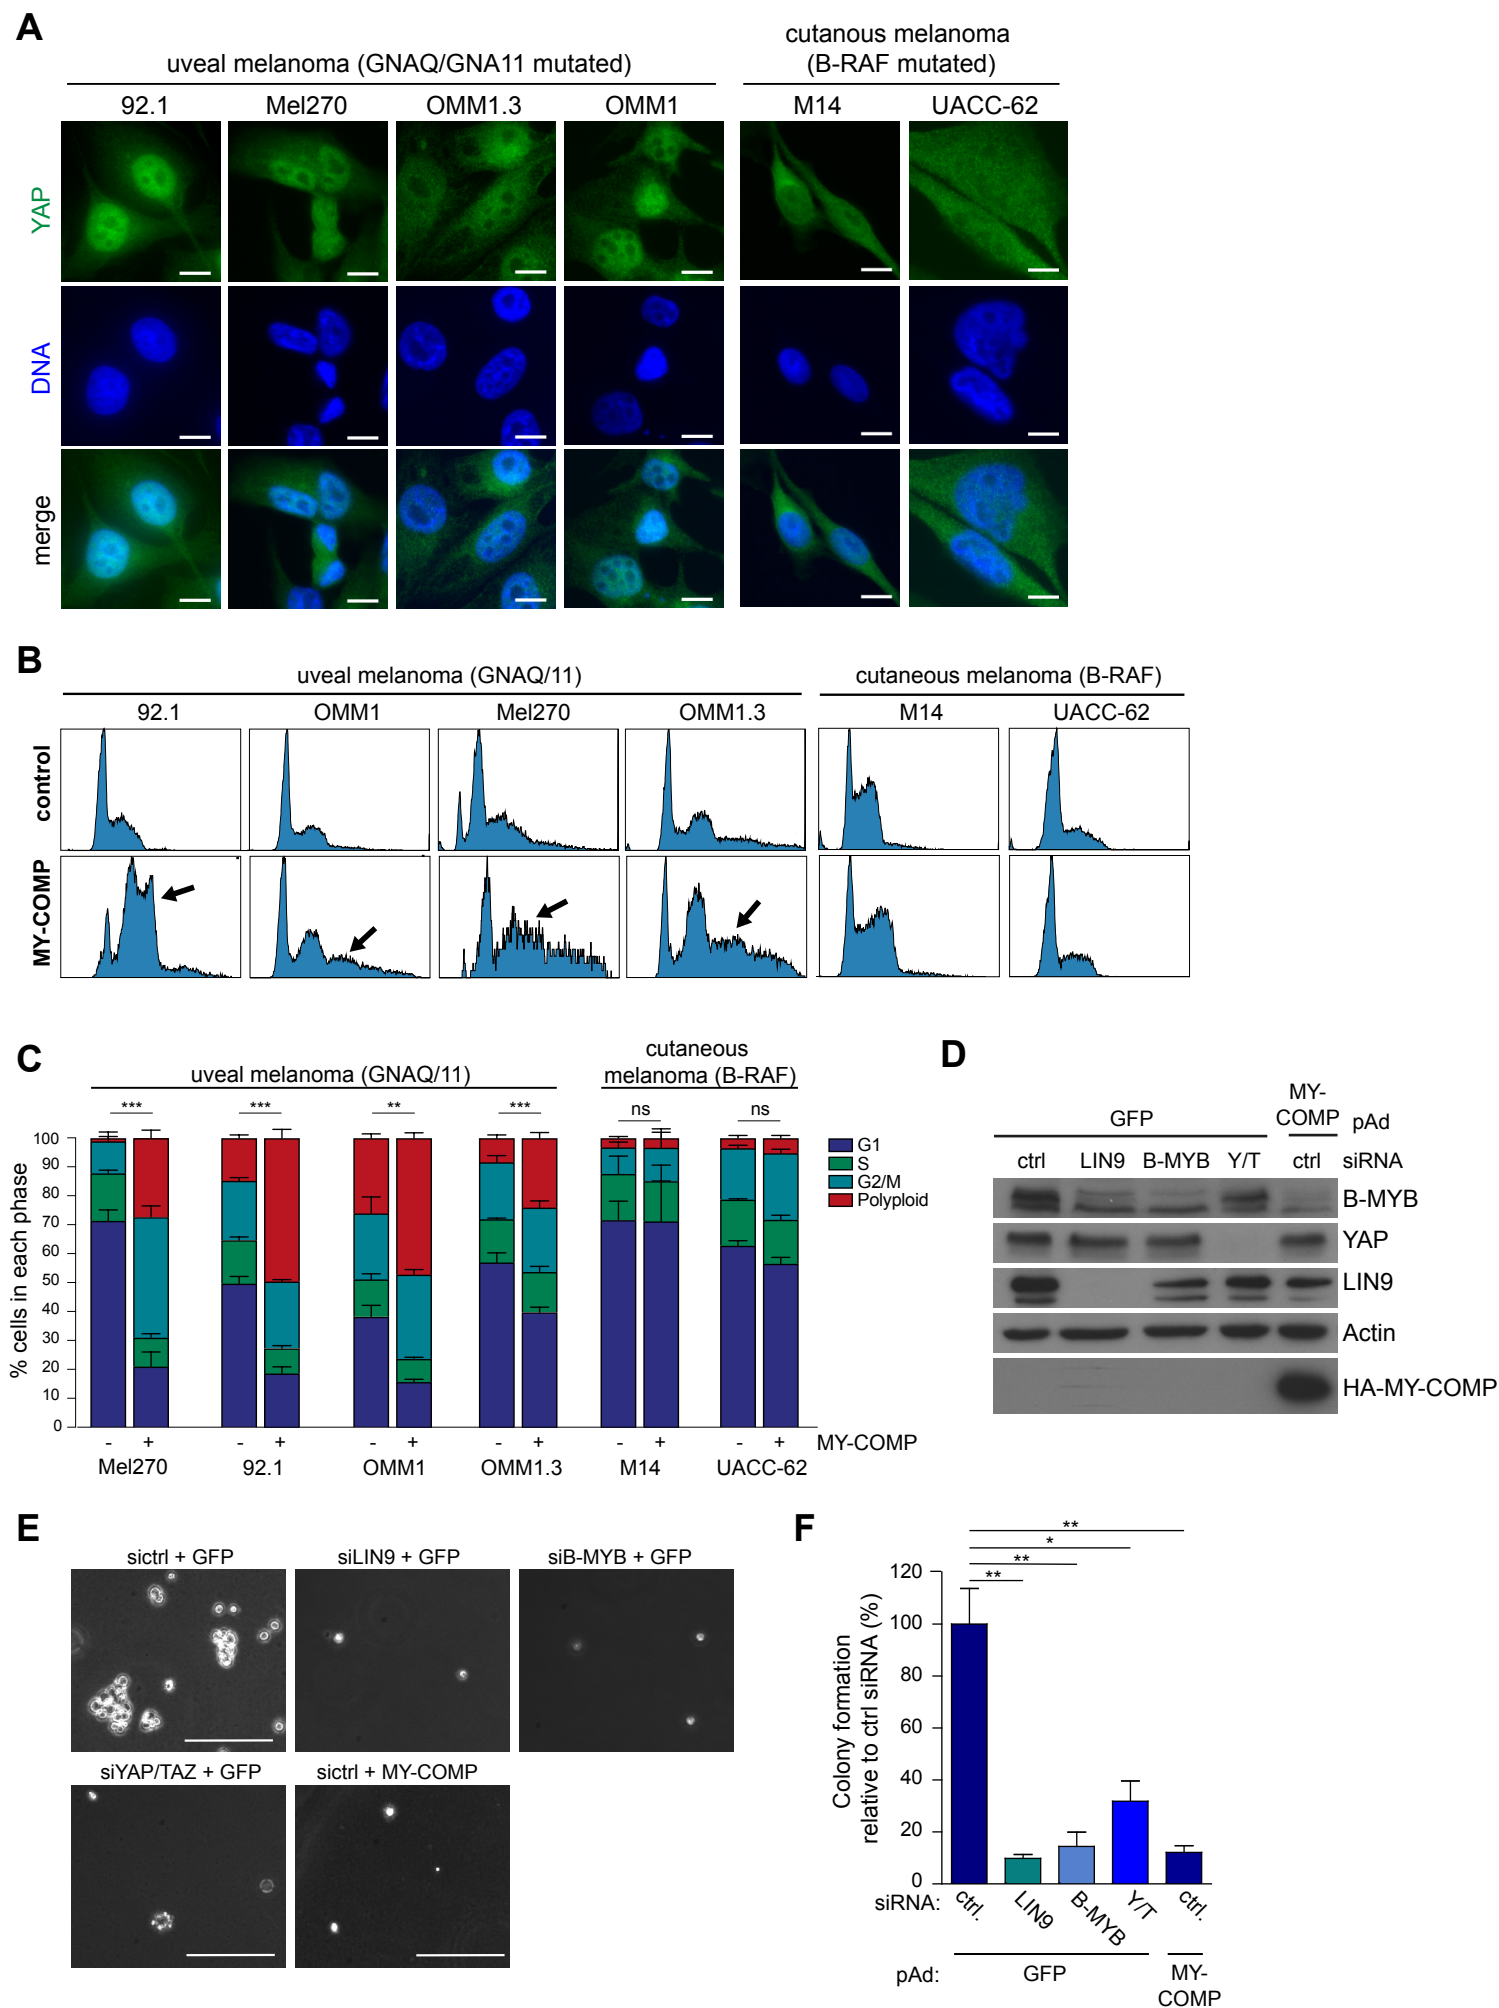 A
uveal melanoma (GNAQ/GNA11 mutated)
cutanous melanoma
(B-RAF mutated)
92.1 Mel270 OMM1.3 OMM1 M14 UACC-62
YAP
DNA
merge
B
uveal melanoma (GNAQ/11) cutaneous melanoma (B-RAF)
92.1 OMM1 Mel270 OMM1.3 M14 UACC-62
control
MY-COMP
C
uveal melanoma (GNAQ/11)
cutaneous
melanoma (B-RAF)
*** *** ** *** ns ns
% cells in each phase
100
90
80
70
60
50
40
30
20
10
0
G1
S
G2/M
Polyploid
- + - + - + - + - + - + MY-COMP
Mel270 92.1 OMM1 OMM1.3 M14 UACC-62
D
GFP
MY-
COMP
pAd
ctrl LIN9 B-MYB Y/T ctrl siRNA
B-MYB
YAP
LIN9
Actin
HA-MY-COMP
E
sictrl + GFP siLIN9 + GFP siB-MYB + GFP
siYAP/TAZ + GFP sictrl + MY-COMP
F
**
*
**
**
Colony formation
relative to ctrl siRNA (%)
120
100
80
60
40
20
0
siRNA: ctrl. LIN9 B-MYB Y/T ctrl.
pAd: GFP MY-
COMP